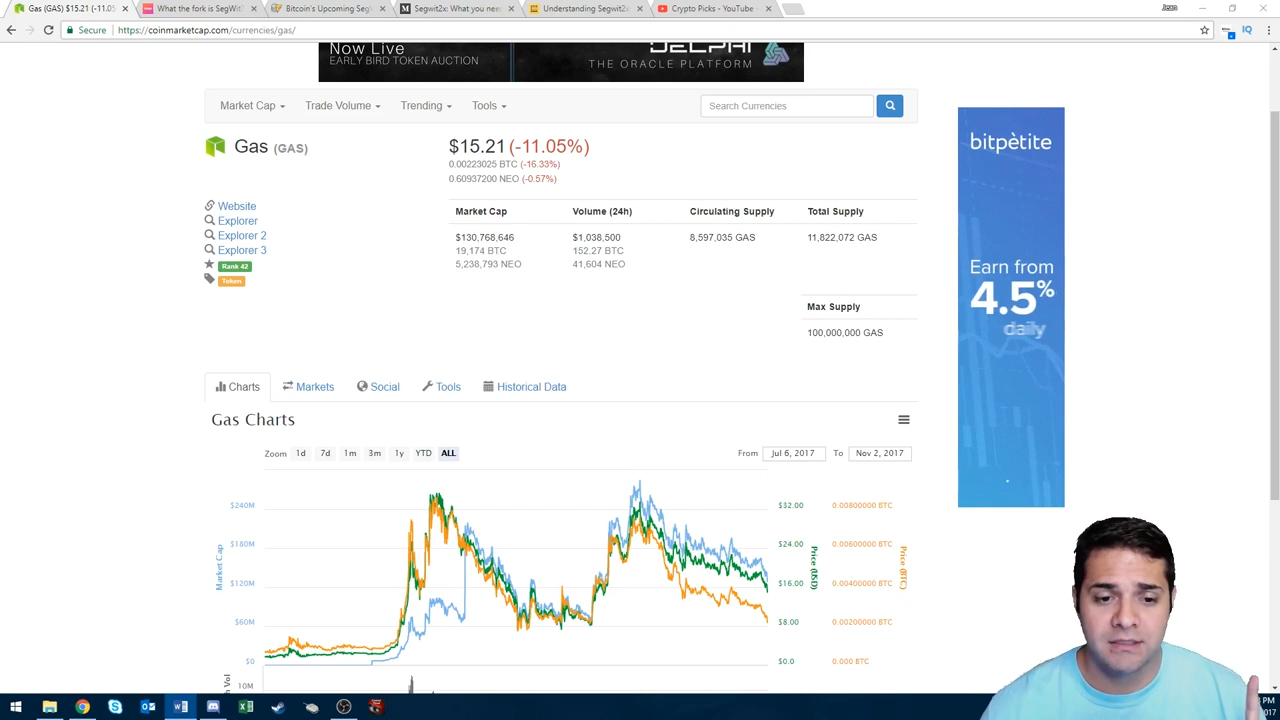 Gas (GAS) $15.21 (-11.05%
What the fork is SegWit
Bitcoin's Upcoming Seg
Segwit2x: What you nee
Understanding Segwit2x:
Crypto Picks - YouTube
Secure
https://coinmarketcap.com/currencies/gas/
IQ
Now Live
EARLY BIRD TOKEN AUCTION
DELPHI
THE ORACLE PLATFORM
Market Cap
Trade Volume
Trending
Tools
Search Currencies
Gas (GAS)
$15.21 (-11.05%)
0.00223025 BTC (-16.33%)
0.60937200 NEO (-0.57%)
Website
Explorer
Explorer 2
Explorer 3
Rank 42
Token
Market Cap
Volume (24h)
Circulating Supply
Total Supply
$130,768,646
$1,038,500
8,597,035 GAS
11,822,072 GAS
19,174 BTC
152.27 BTC
5,238,793 NEO
41,604 NEO
Max Supply
100,000,000 GAS
bitpètite
Earn from
4.5%
daily
Charts
Markets
Social
Tools
Historical Data
Gas Charts
Zoom 1d 7d 1m 3m 1y YTD ALL
From Jul 6, 2017 To Nov 2, 2017
$240M
$180M
$120M
$60M
$0
Market Cap
$32.00
$24.00
$16.00
$8.00
$0.0
Price (USD)
0.00800000 BTC
0.00600000 BTC
0.00400000 BTC
0.00200000 BTC
0.000 BTC
Price (BTC)
10M
h Vol
PM
2017